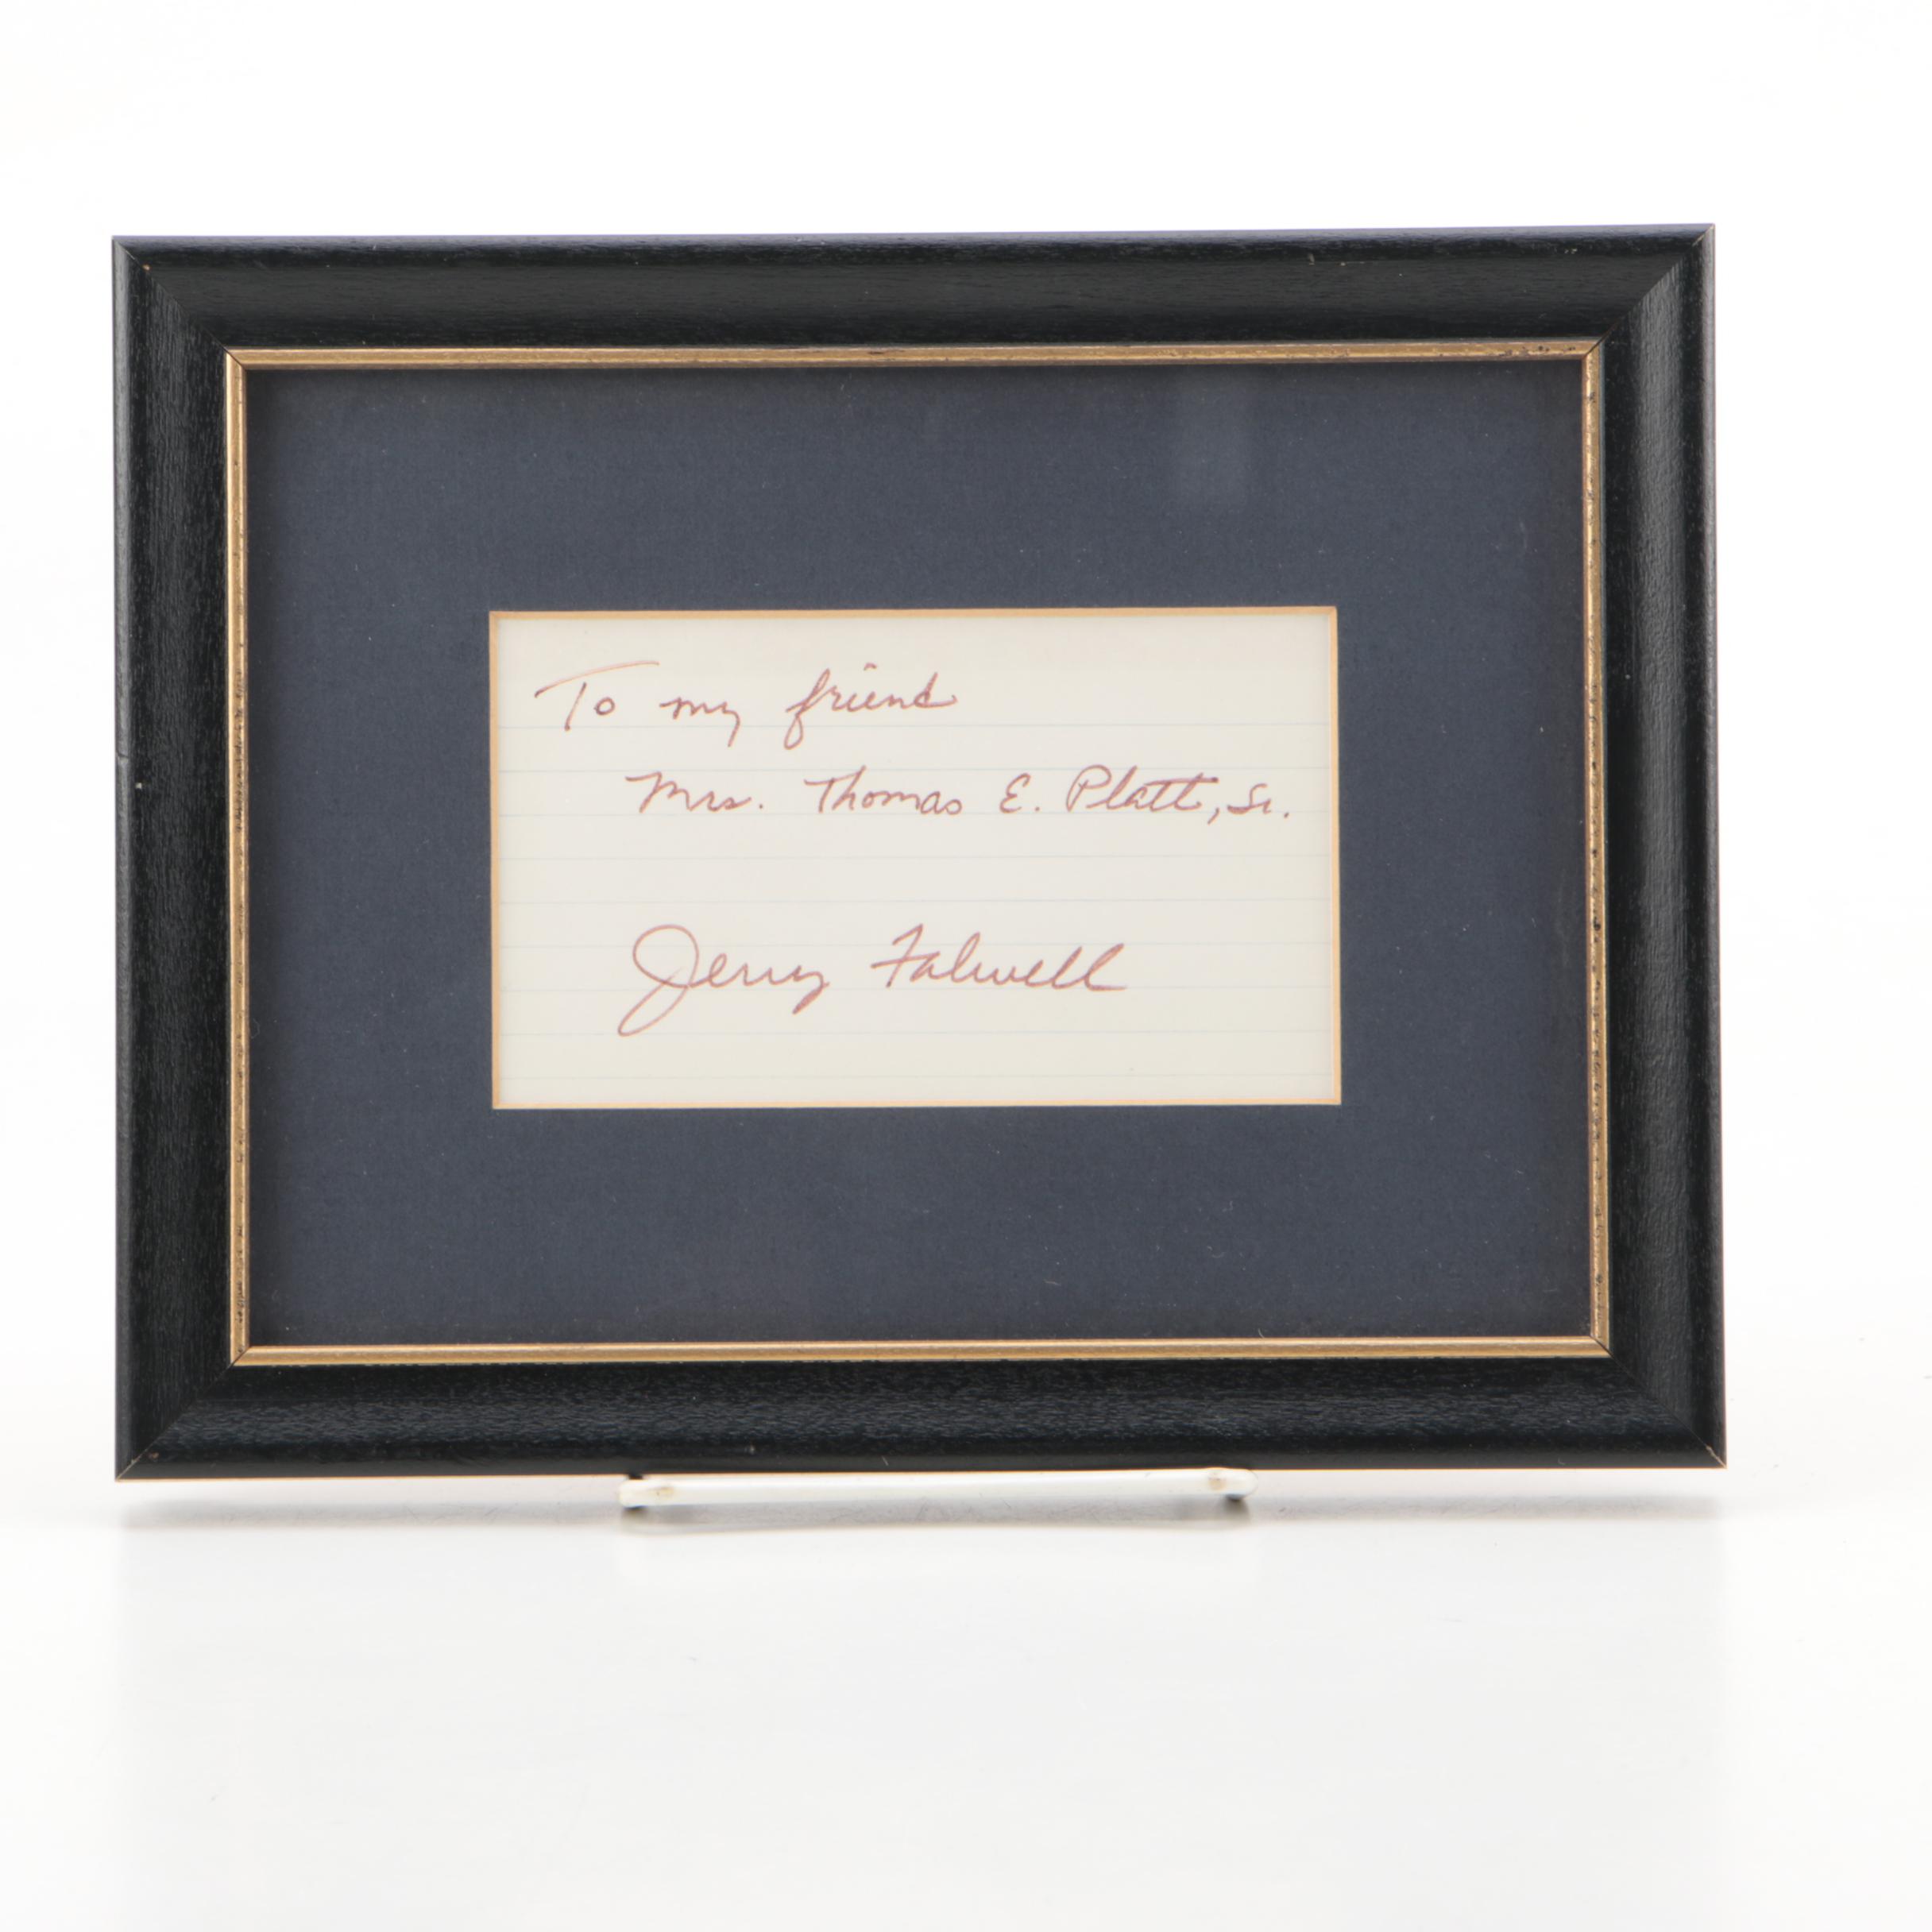 To my friend
Mrs. Thomas E. Platt, Sr.
Jerry Falwell